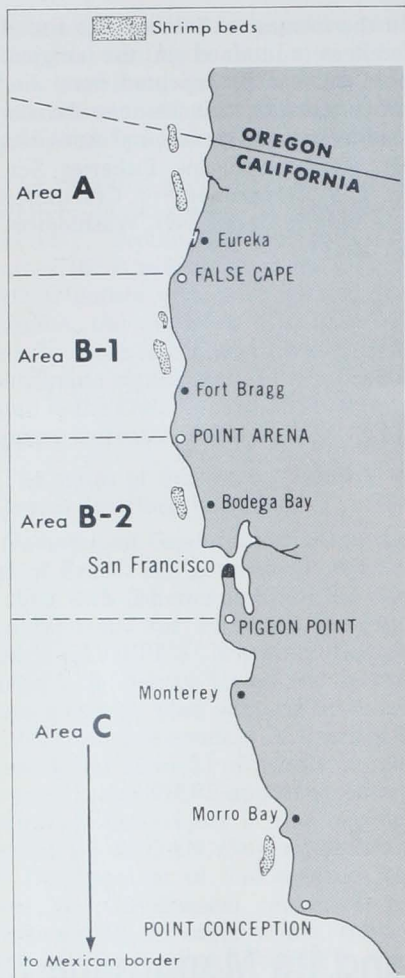 Shrimp beds
OREGON
CALIFORNIA
Area A
Eureka
FALSE CAPE
Area B-1
Fort Bragg
POINT ARENA
Area B-2
Bodega Bay
San Francisco
PIGEON POINT
Monterey
Area C
Morro Bay
POINT CONCEPTION
to Mexican border